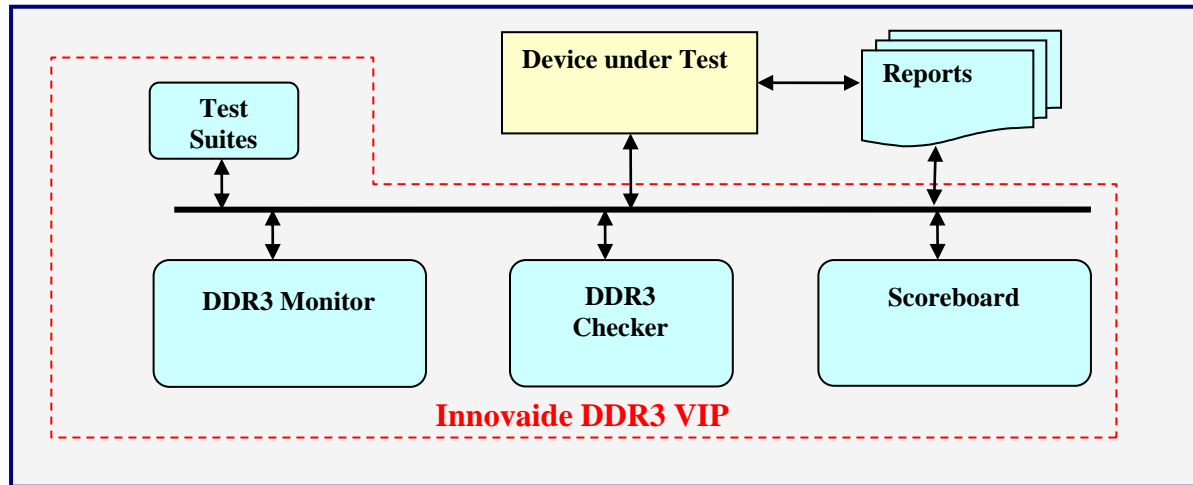 Device under Test
Reports
Test
Suites
DDR3 Monitor
DDR3
Checker
Scoreboard
Innovaide DDR3 VIP